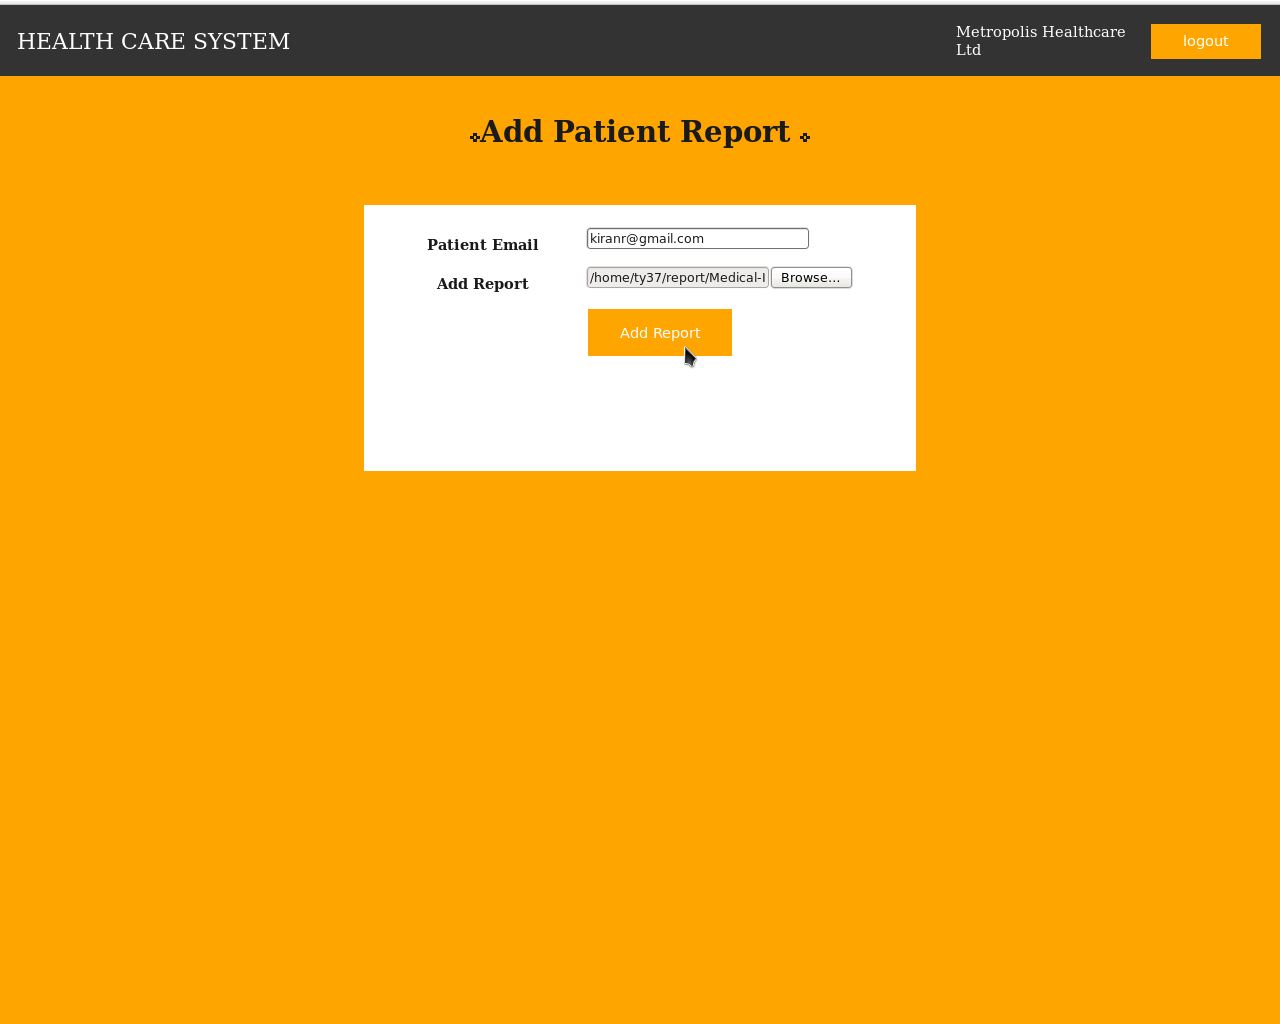 HEALTH CARE SYSTEM
Metropolis Healthcare
Ltd
logout
Add Patient Report
Patient Email
kiranr@gmail.com
Add Report
/home/ty37/report/Medical-
Browse...
Add Report